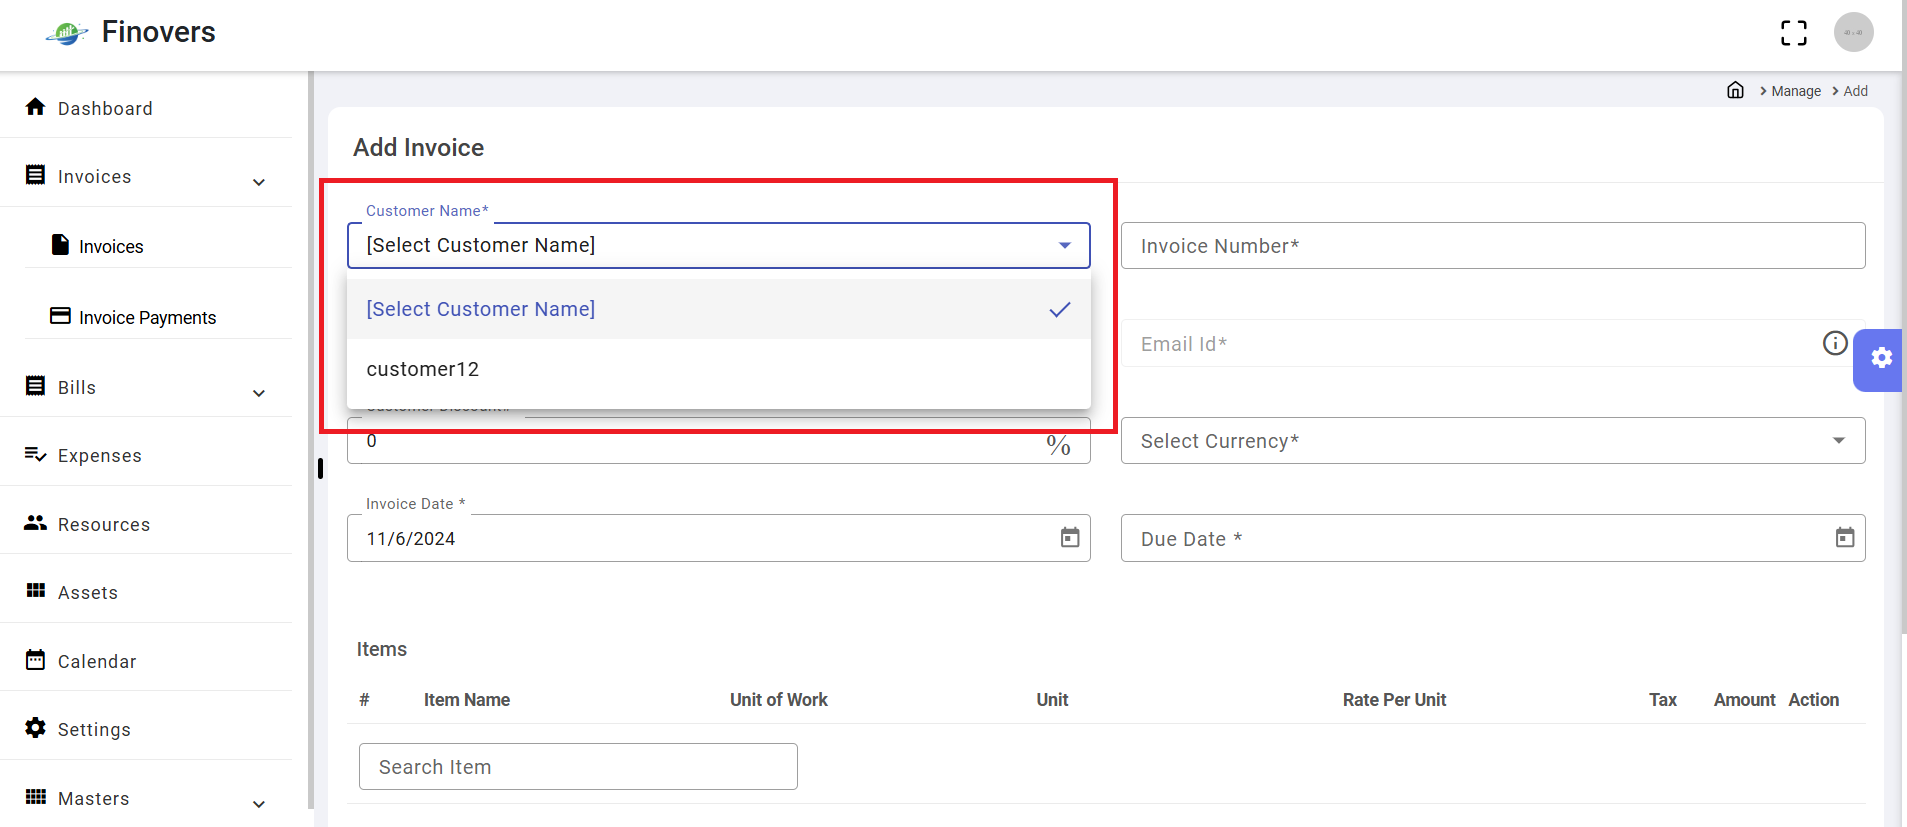 Finovers
Manage
Add
Dashboard
Invoices
Invoices
Invoice Payments
Bills
Expenses
Resources
Assets
Calendar
Settings
Masters
Add Invoice
Customer Name*
[Select Customer Name]
Invoice Number*
[Select Customer Name]
customer12
Email Id*
0
%
Select Currency*
Invoice Date *
11/6/2024
Due Date *
Items
# Item Name Unit of Work Unit Rate Per Unit Tax Amount Action
Search Item